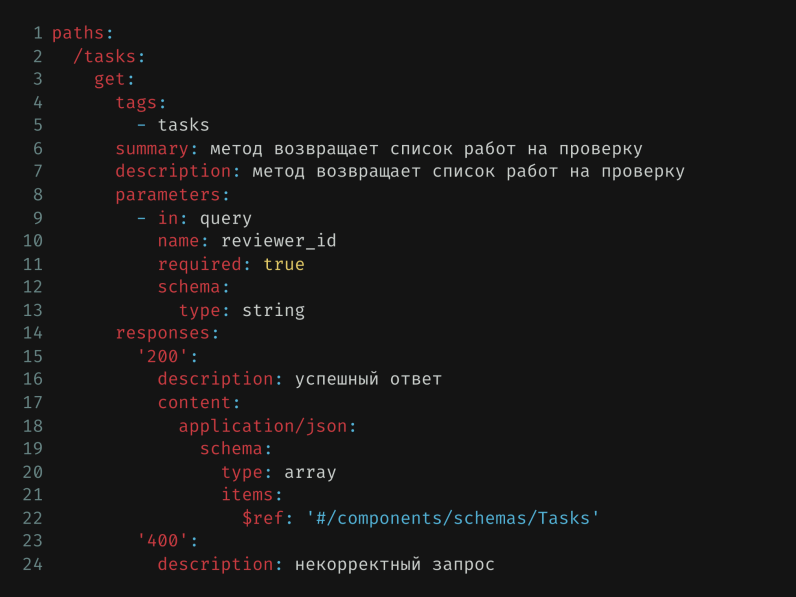 1 paths:
2   /tasks:
3     get:
4       tags:
5         - tasks
6       summary: метод возвращает список работ на проверку
7       description: метод возвращает список работ на проверку
8       parameters:
9         - in: query
10           name: reviewer_id
11           required: true
12           schema:
13             type: string
14       responses:
15         '200':
16           description: успешный ответ
17           content:
18             application/json:
19               schema:
20                 type: array
21                 items:
22                   $ref: '#/components/schemas/Tasks'
23         '400':
24           description: некорректный запрос